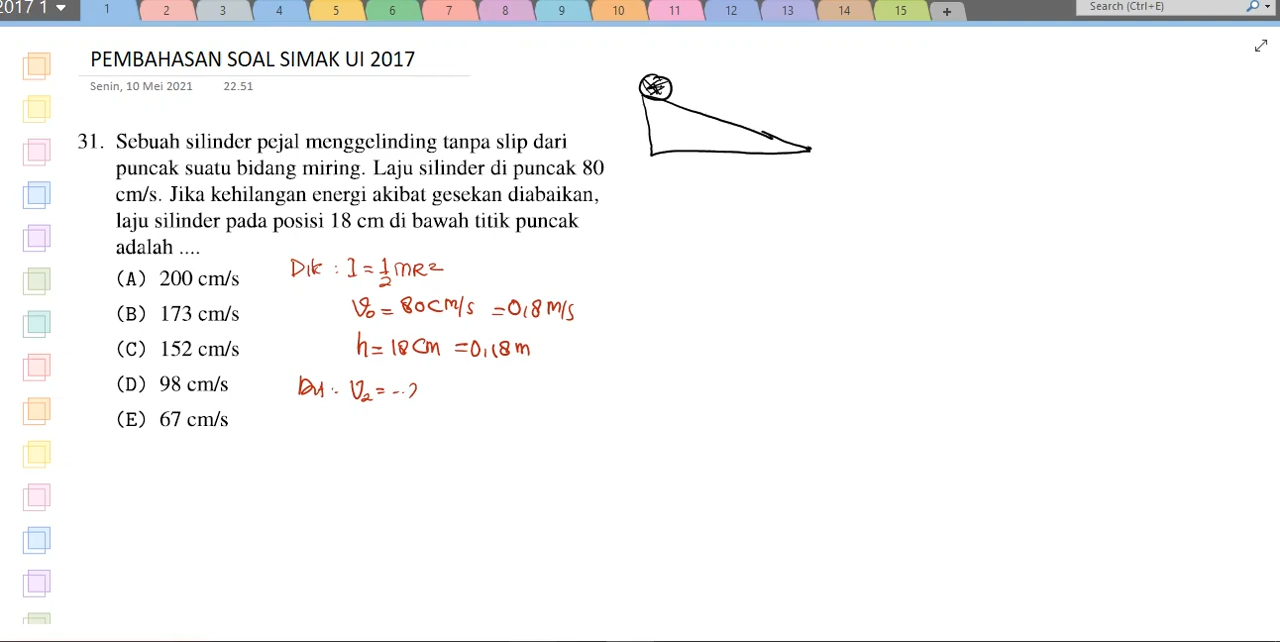 2017 1
1 2 3 4 5 6 7 8 9 10 11 12 13 14 15 +
Search (Ctrl+E)
PEMBAHASAN SOAL SIMAK UI 2017
Senin, 10 Mei 2021 22.51
31. Sebuah silinder pejal menggelinding tanpa slip dari
puncak suatu bidang miring. Laju silinder di puncak 80
cm/s. Jika kehilangan energi akibat gesekan diabaikan,
laju silinder pada posisi 18 cm di bawah titik puncak
adalah ....
(A) 200 cm/s
(B) 173 cm/s
(C) 152 cm/s
(D) 98 cm/s
(E) 67 cm/s
Dik : I = 1/2 MR²
V₀ = 80 cm/s = 0,8 m/s
h = 18 cm = 0,18 m
Dit : V₂ = ..?